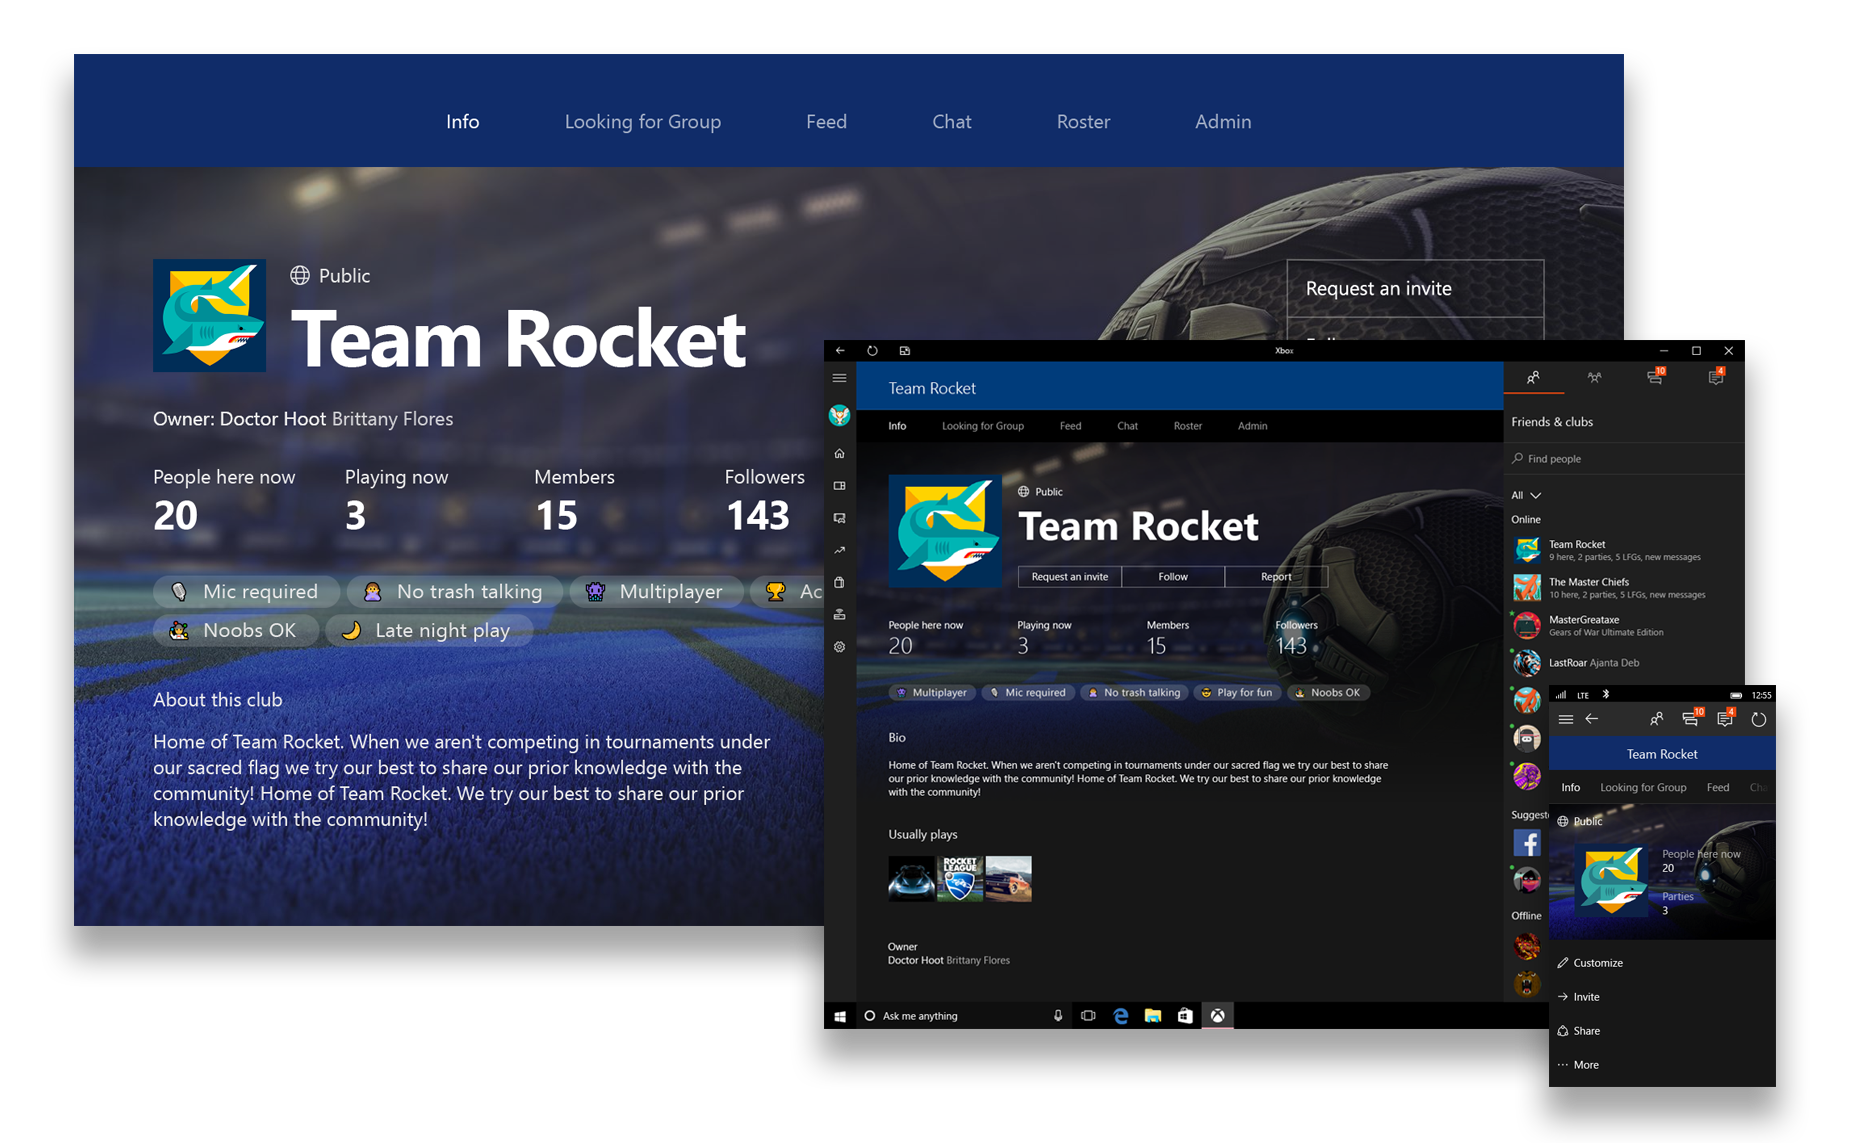 Info Looking for Group Feed Chat Roster Admin
Public
Team Rocket
Request an invite
Owner: Doctor Hoot Brittany Flores
People here now Playing now Members Followers
20 3 15 143
Mic required No trash talking Multiplayer Ac
Noobs OK Late night play
About this club
Home of Team Rocket. When we aren't competing in tournaments under
our sacred flag we try our best to share our prior knowledge with the
community! Home of Team Rocket. We try our best to share our prior
knowledge with the community!
Xbox
Team Rocket
Info Looking for Group Feed Chat Roster Admin
Public
Team Rocket
Request an invite Follow Report
People here now Playing now Members Followers
20 3 15 143
Multiplayer Mic required No trash talking Play for fun Noobs OK
Bio
Home of Team Rocket. When we aren't competing in tournaments under our sacred flag we try our best to share
our prior knowledge with the community! Home of Team Rocket. We try our best to share our prior knowledge
with the community!
Usually plays
ROCKET
LEAGUE
Owner
Doctor Hoot Brittany Flores
Ask me anything
10 4
Friends & clubs
Find people
All
Online
Team Rocket
9 here, 2 parties, 5 LFGs, new messages
The Master Chiefs
10 here, 2 parties, 5 LFGs, new messages
MasterGreataxe
Gears of War Ultimate Edition
LastRoar Ajanta Deb
Suggest
Offline
LTE 12:55
10 4
Team Rocket
Info Looking for Group Feed Cha
Public
People here now
20
Parties
3
Customize
Invite
Share
More